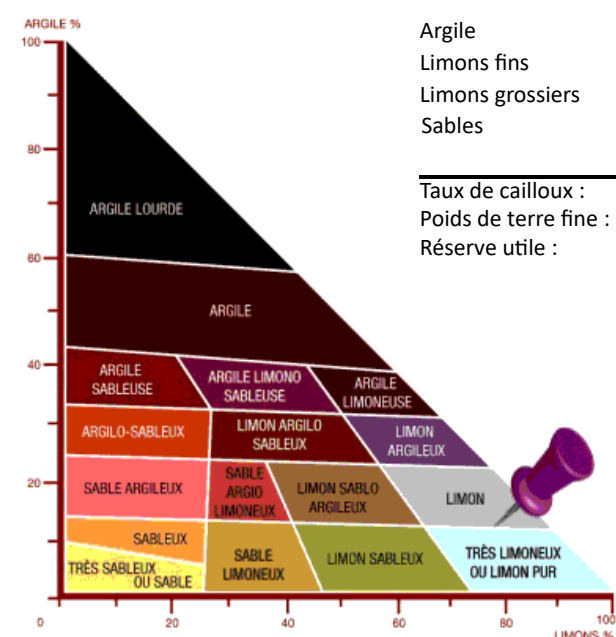 ARGILE %
100
80
60
40
20
0
20
40
60
80
100
LIMONS %
ARGILE LOURDE
ARGILE
ARGILE
SABLEUSE
ARGILE LIMONO
SABLEUSE
ARGILE
LIMONEUSE
ARGILO-SABLEUX
LIMON ARGILO
SABLEUX
LIMON
ARGILEUX
SABLE ARGILEUX
SABLE
ARGIO
LIMONEUX
LIMON SABLO
ARGILEUX
LIMON
SABLEUX
TRÈS SABLEUX
OU SABLE
SABLE
LIMONEUX
LIMON SABLEUX
TRÈS LIMONEUX
OU LIMON PUR
Argile
Limons fins
Limons grossiers
Sables
Taux de cailloux :
Poids de terre fine :
Réserve utile :